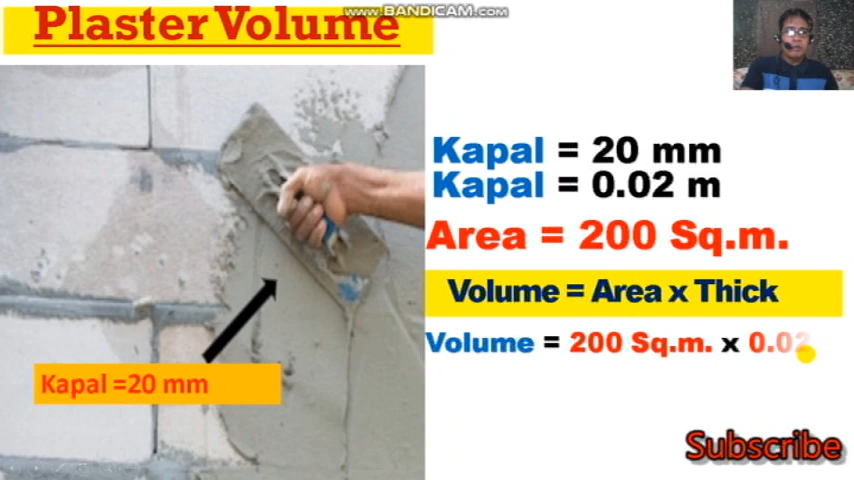 Plaster Volume
WWW.BANDICAM.COM
Kapal = 20 mm
Kapal = 0.02 m
Area = 200 Sq.m.
Volume = Area x Thick
Volume = 200 Sq.m. x 0.02
Kapal =20 mm
Subscribe